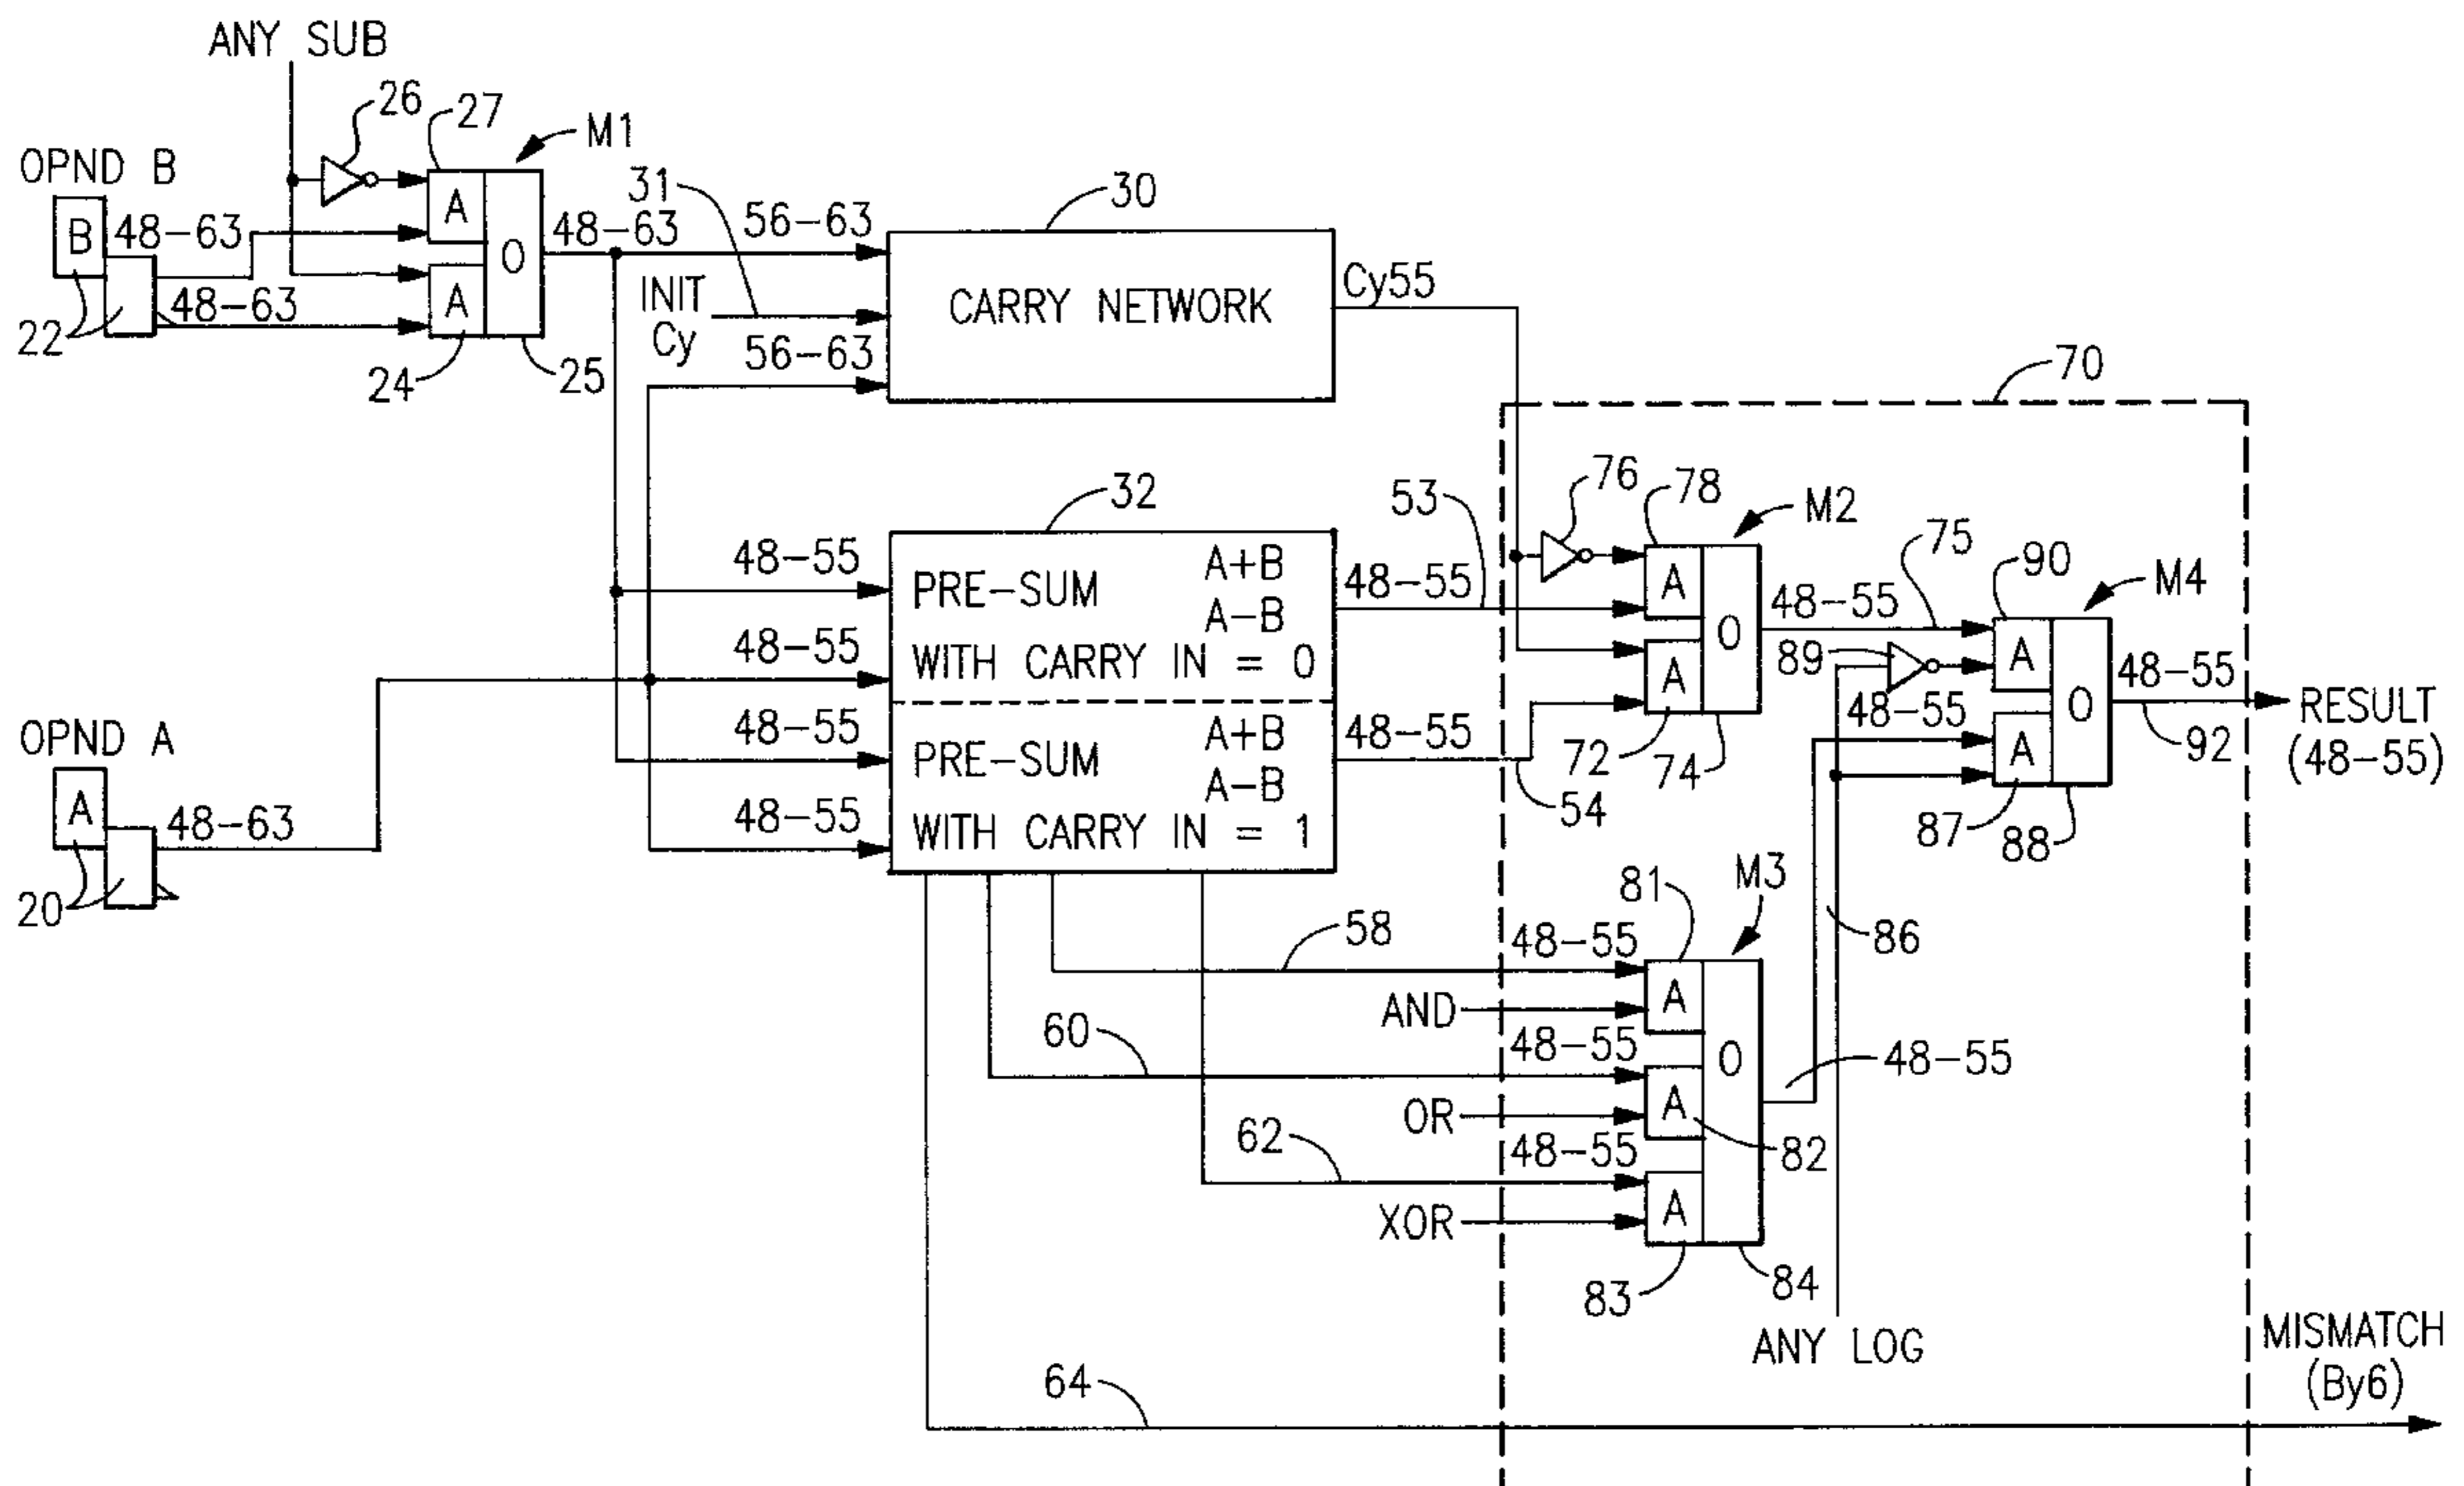 ANY SUB
26
27
M1
OPND B
B
48-63
48-63
22
A
A
O
24
25
48-63
31
INIT
Cy
56-63
56-63
30
CARRY NETWORK
Cy55
70
32
48-55
48-55
48-55
48-55
PRE-SUM A+B
A-B
WITH CARRY IN = 0
PRE-SUM A+B
A-B
WITH CARRY IN = 1
53
48-55
48-55
54
OPND A
A
48-63
20
76
78
M2
A
A
O
72
74
75
48-55
90
M4
89
48-55
A
A
O
87
88
48-55
92
RESULT
(48-55)
58
60
62
64
81
M3
48-55
AND
48-55
OR
48-55
XOR
A
A
A
O
82
83
84
86
48-55
ANY LOG
MISMATCH
(By6)